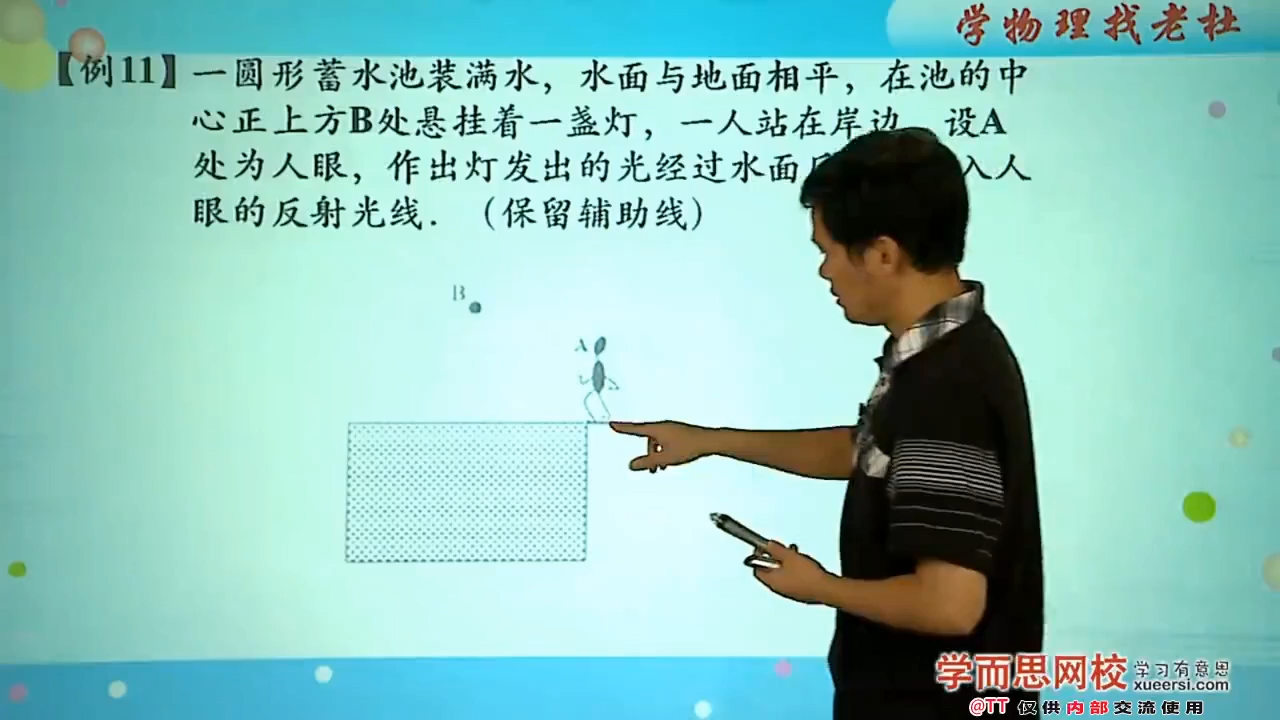 学物理找老杜
【例11】一圆形蓄水池装满水，水面与地面相平，在池的中
心正上方B处悬挂着一盏灯，一人站在岸边，设A
处为人眼，作出灯发出的光经过水面 入人
眼的反射光线．（保留辅助线）
B
A
学而思网校 学习有意思
xueersi.com
@TT 仅供内部交流使用